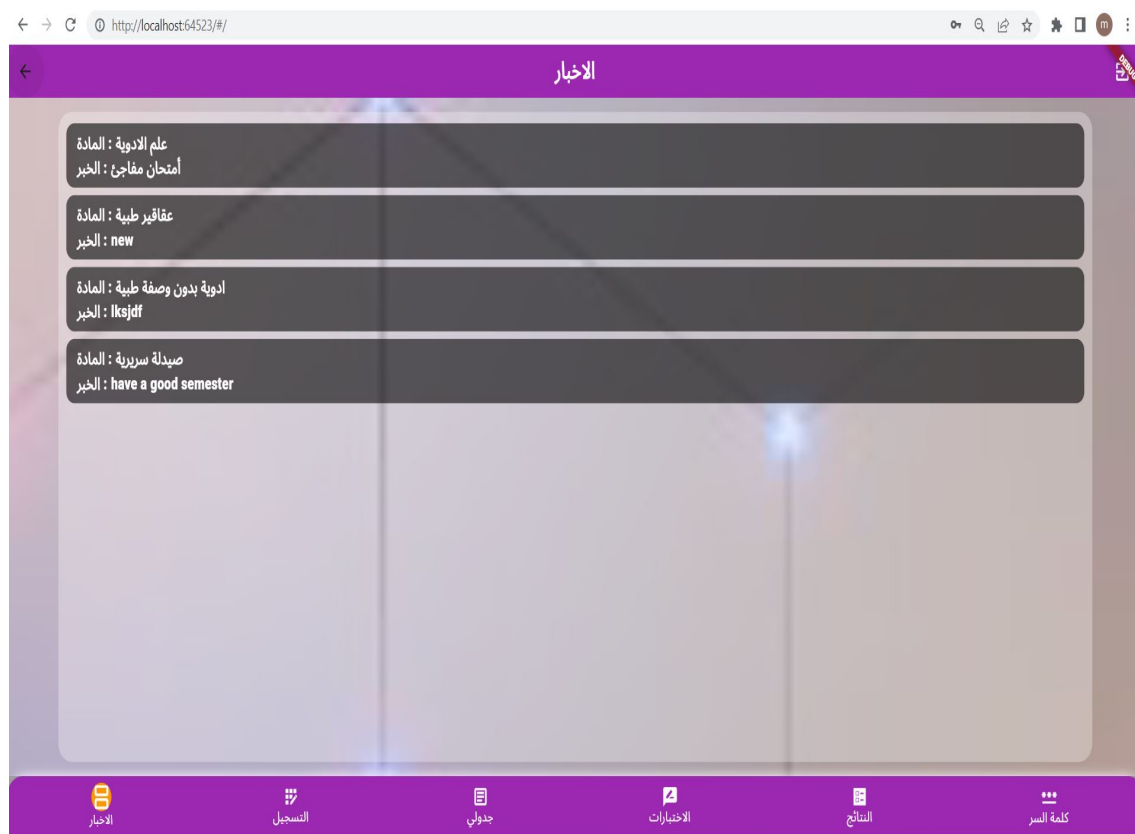 http://localhost:64523/#/
m
الاخبار
DEBUG
علم الادوية : المادة
أمتحان مفاجئ : الخبر
عقاقير طبية : المادة
new : الخبر
ادوية بدون وصفة طبية : المادة
lksjdf : الخبر
صيدلة سريرية : المادة
have a good semester : الخبر
الاخبار
التسجيل
جدولي
الاختبارات
النتائج
كلمة السر